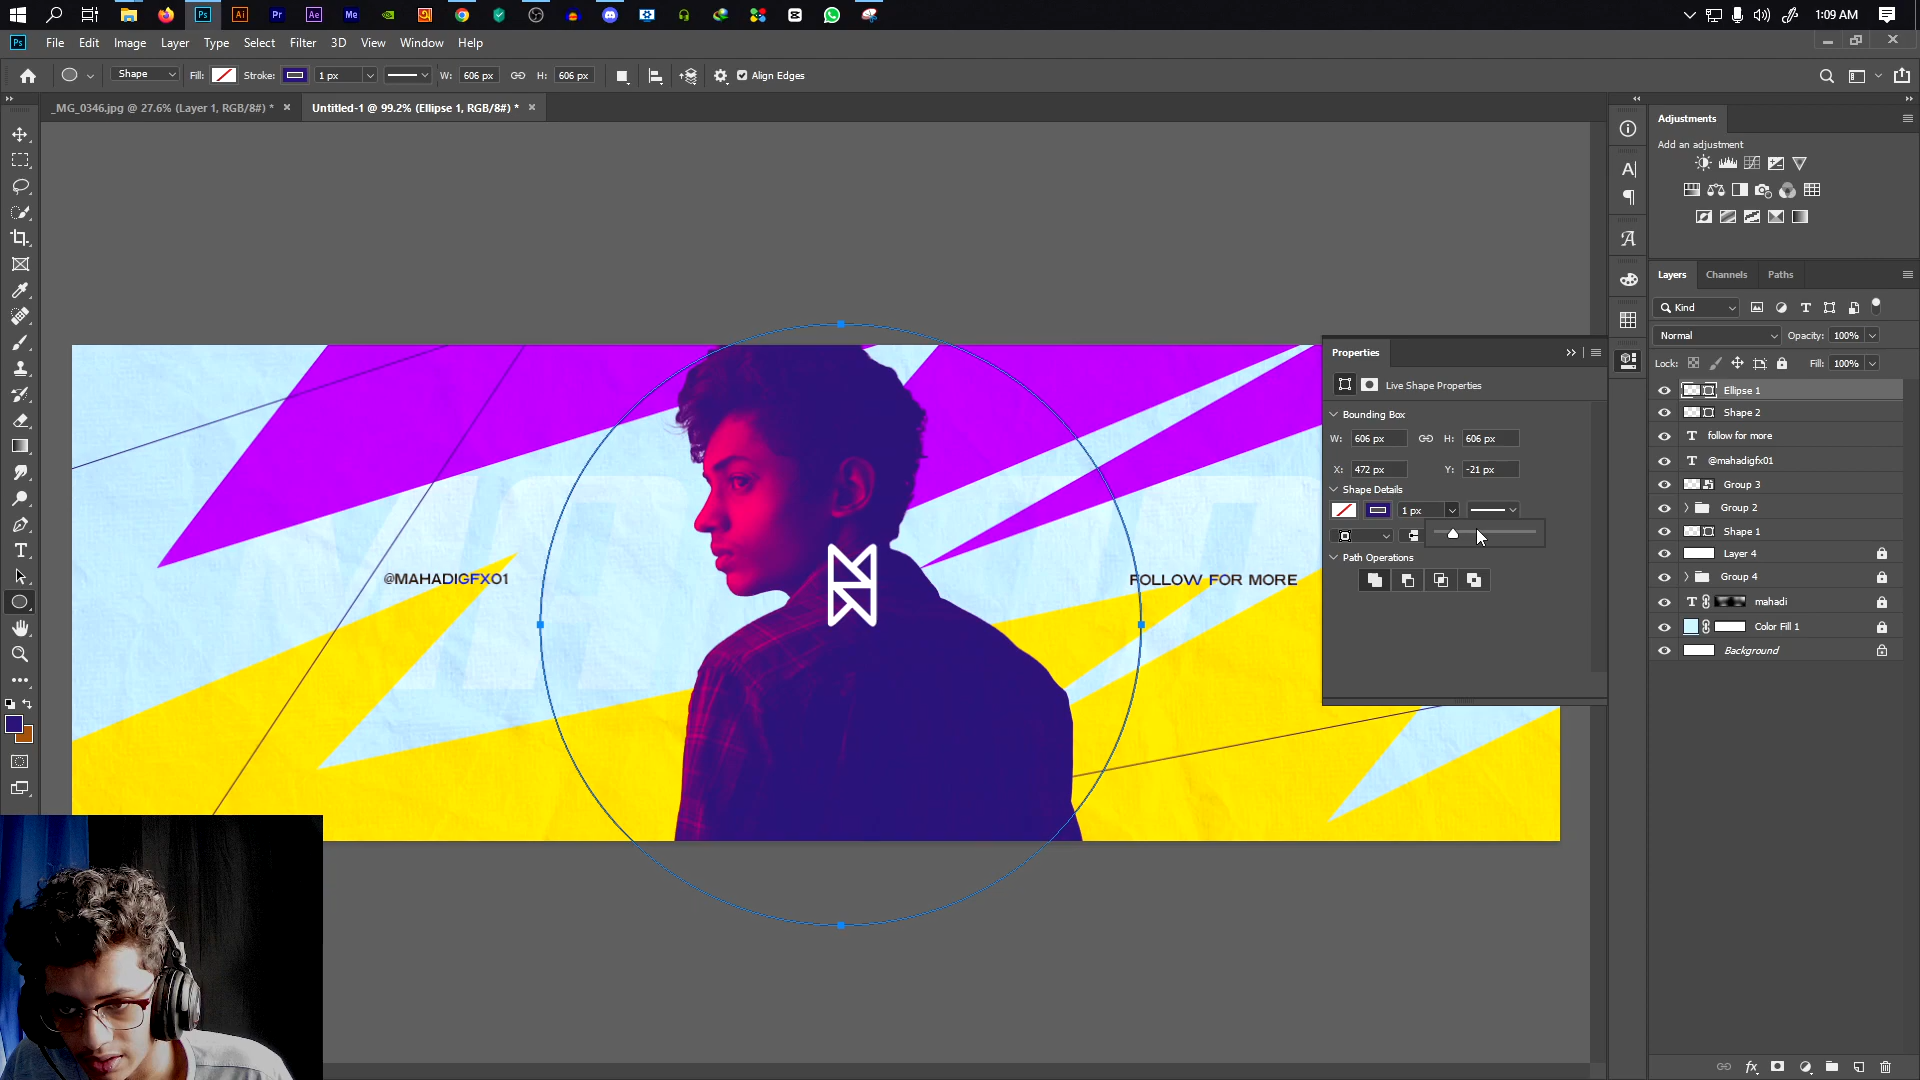 1:09 AM
Ps
File Edit Image Layer Type Select Filter 3D View Window Help
Shape Fill: Stroke: 1 px W: 606 px H: 606 px Align Edges
_MG_0346.jpg @ 27.6% (Layer 1, RGB/8#) * Untitled-1 @ 99.2% (Ellipse 1, RGB/8#) *
Adjustments
Add an adjustment
Layers Channels Paths
Kind
Normal Opacity: 100%
Lock: Fill: 100%
Ellipse 1
Shape 2
T follow for more
T @mahadigfx01
Group 3
Group 2
Shape 1
Layer 4
Group 4
T mahadi
Color Fill 1
Background
Properties
Live Shape Properties
Bounding Box
W: 606 px H: 606 px
X: 472 px Y: -21 px
Shape Details
1 px
Path Operations
@MAHADIGFX01
FOLLOW FOR MORE